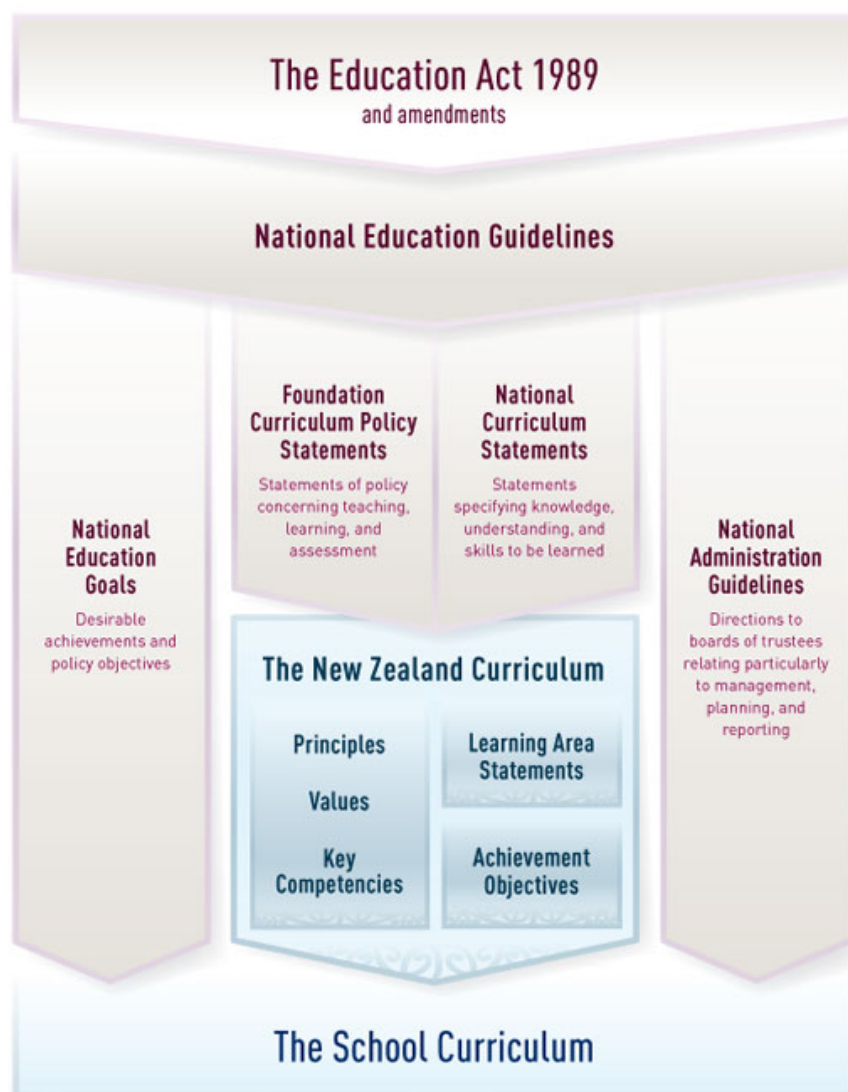 The Education Act 1989
and amendments
National Education Guidelines
National
Education
Goals
Desirable
achievements and
policy objectives
Foundation
Curriculum Policy
Statements
Statements of policy
concerning teaching,
learning, and
assessment
National
Curriculum
Statements
Statements
specifying knowledge,
understanding, and
skills to be learned
National
Administration
Guidelines
Directions to
boards of trustees
relating particularly
to management,
planning, and
reporting
The New Zealand Curriculum
Principles
Values
Key
Competencies
Learning Area
Statements
Achievement
Objectives
The School Curriculum